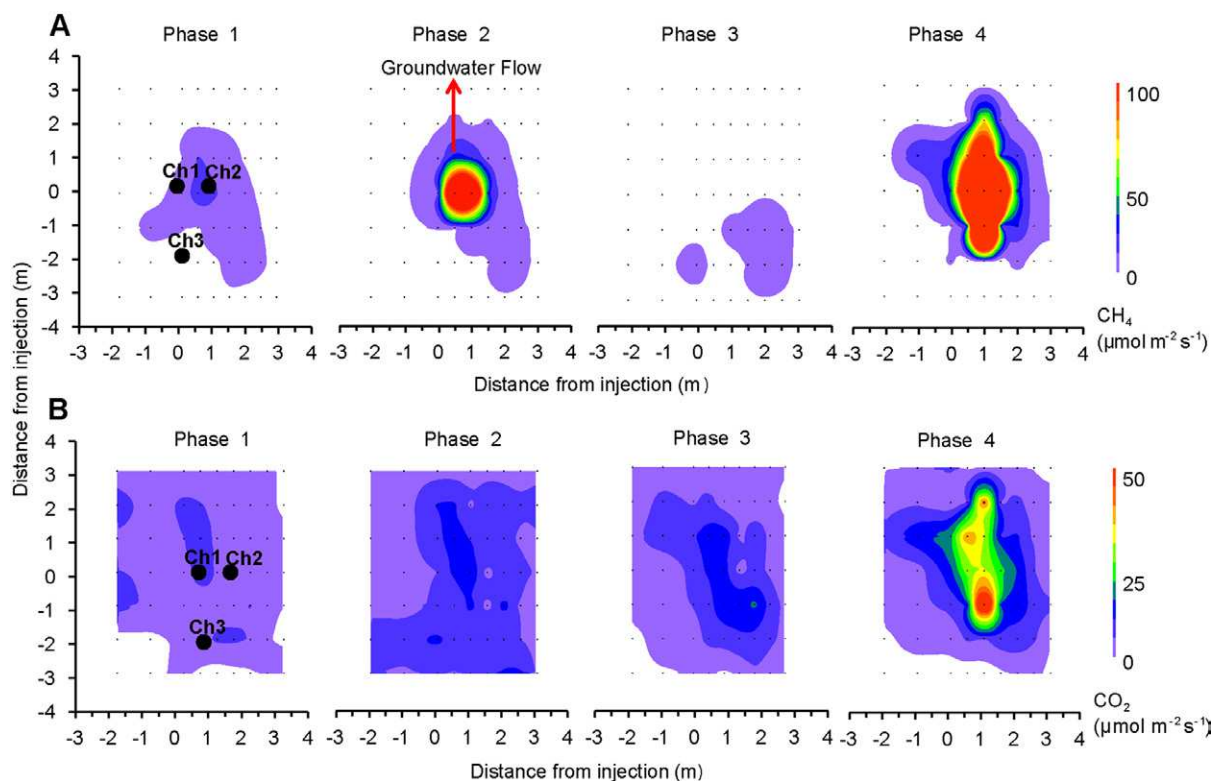 A
Phase 1
Phase 2
Phase 3
Phase 4
Groundwater Flow
4
3
2
1
0
-1
-2
-3
-4
Ch1
Ch2
Ch3
100
50
0
CH₄
(µmol m⁻² s⁻¹)
-3 -2 -1 0 1 2 3 4
-3 -2 -1 0 1 2 3 4
-3 -2 -1 0 1 2 3 4
-3 -2 -1 0 1 2 3 4
Distance from injection (m)
Distance from injection (m)
B
Phase 1
Phase 2
Phase 3
Phase 4
4
3
2
1
0
-1
-2
-3
-4
Ch1
Ch2
Ch3
50
25
0
CO₂
(µmol m⁻² s⁻¹)
-3 -2 -1 0 1 2 3 4
-3 -2 -1 0 1 2 3 4
-3 -2 -1 0 1 2 3 4
-3 -2 -1 0 1 2 3 4
Distance from injection (m)